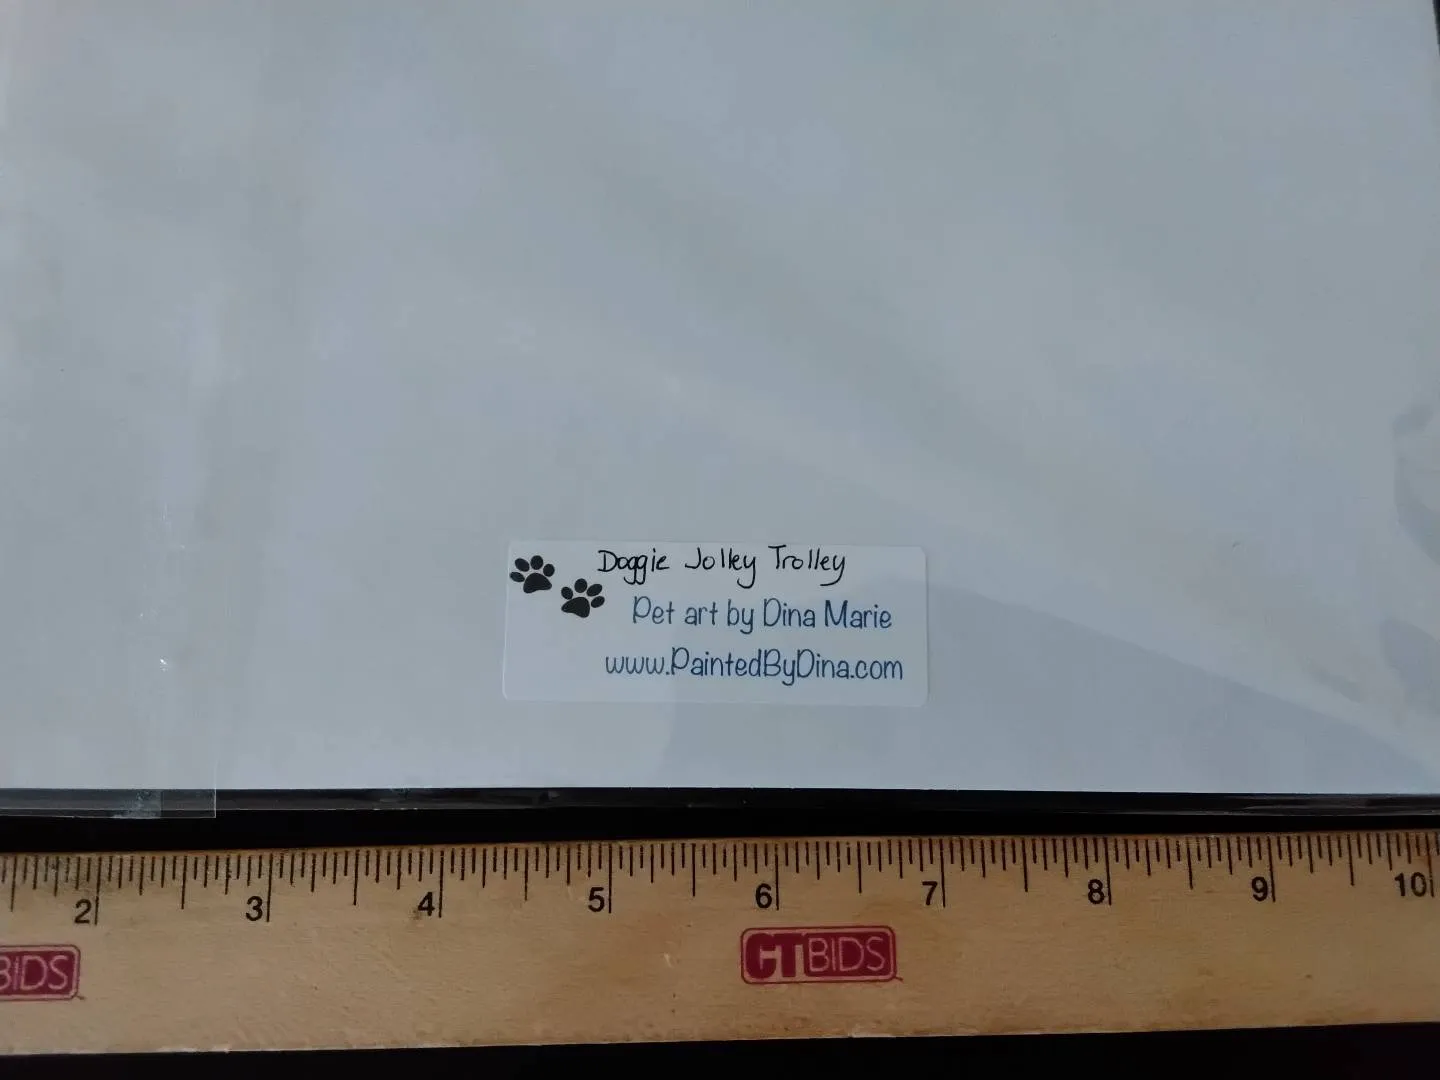 Doggie Jolley Trolley
Pet art by Dina Marie
www.PaintedByDina.com
2 3 4 5 6 7 8 9 10
BIDS CTBIDS